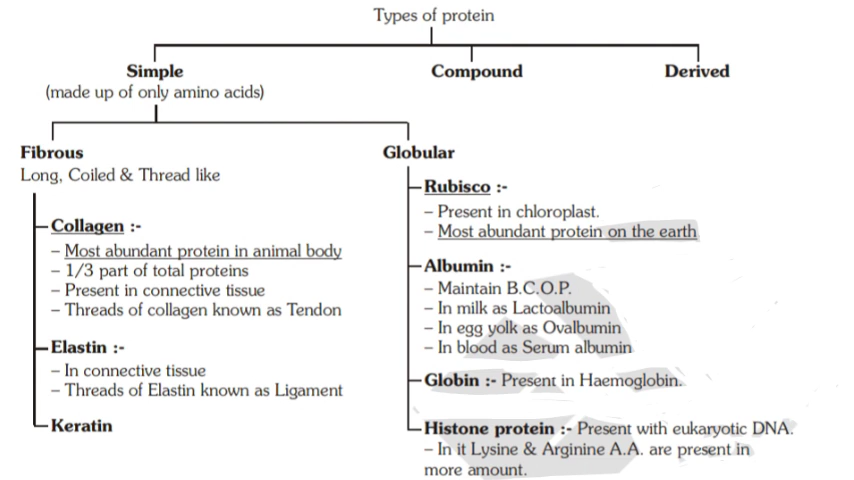 Types of protein
Simple
(made up of only amino acids)
Compound
Derived
Fibrous
Long, Coiled & Thread like
Collagen :-
– Most abundant protein in animal body
– 1/3 part of total proteins
– Present in connective tissue
– Threads of collagen known as Tendon
Elastin :-
– In connective tissue
– Threads of Elastin known as Ligament
Keratin
Globular
Rubisco :-
– Present in chloroplast.
– Most abundant protein on the earth
Albumin :-
– Maintain B.C.O.P.
– In milk as Lactoalbumin
– In egg yolk as Ovalbumin
– In blood as Serum albumin
Globin :- Present in Haemoglobin.
Histone protein :- Present with eukaryotic DNA.
– In it Lysine & Arginine A.A. are present in
more amount.